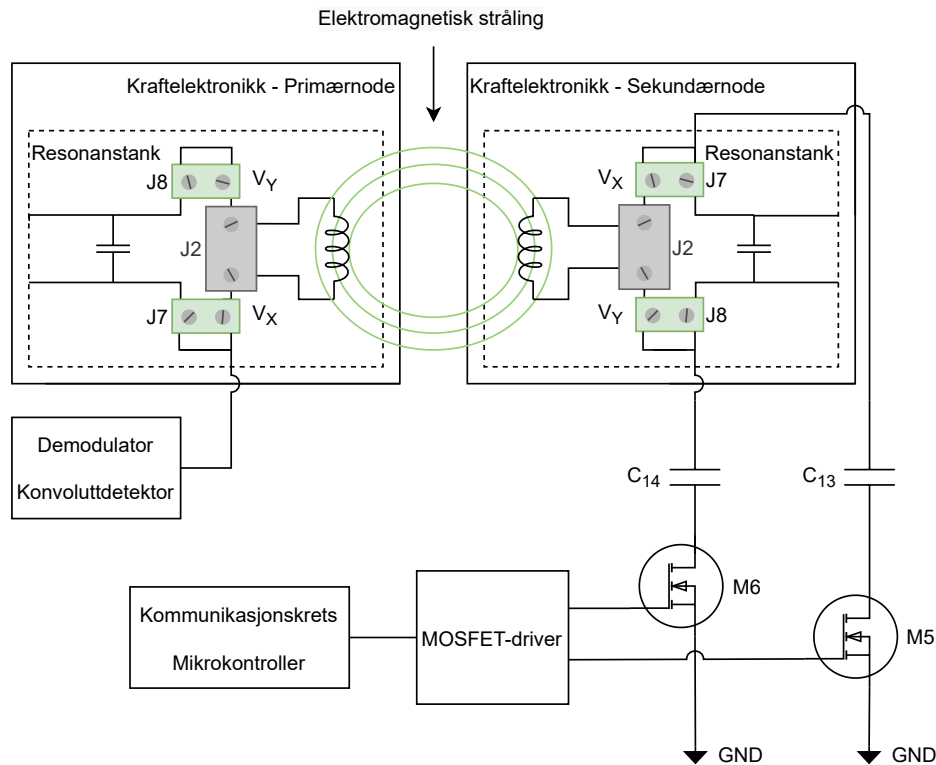 Elektromagnetisk stråling
Kraftelektronikk - Primærnode
Kraftelektronikk - Sekundærnode
Resonanstank
J8
VY
J2
J7
VX
Resonanstank
VX
J7
J2
VY
J8
Demodulator
Konvoluttdetektor
C14
C13
M6
M5
Kommunikasjonskrets
Mikrokontroller
MOSFET-driver
GND
GND